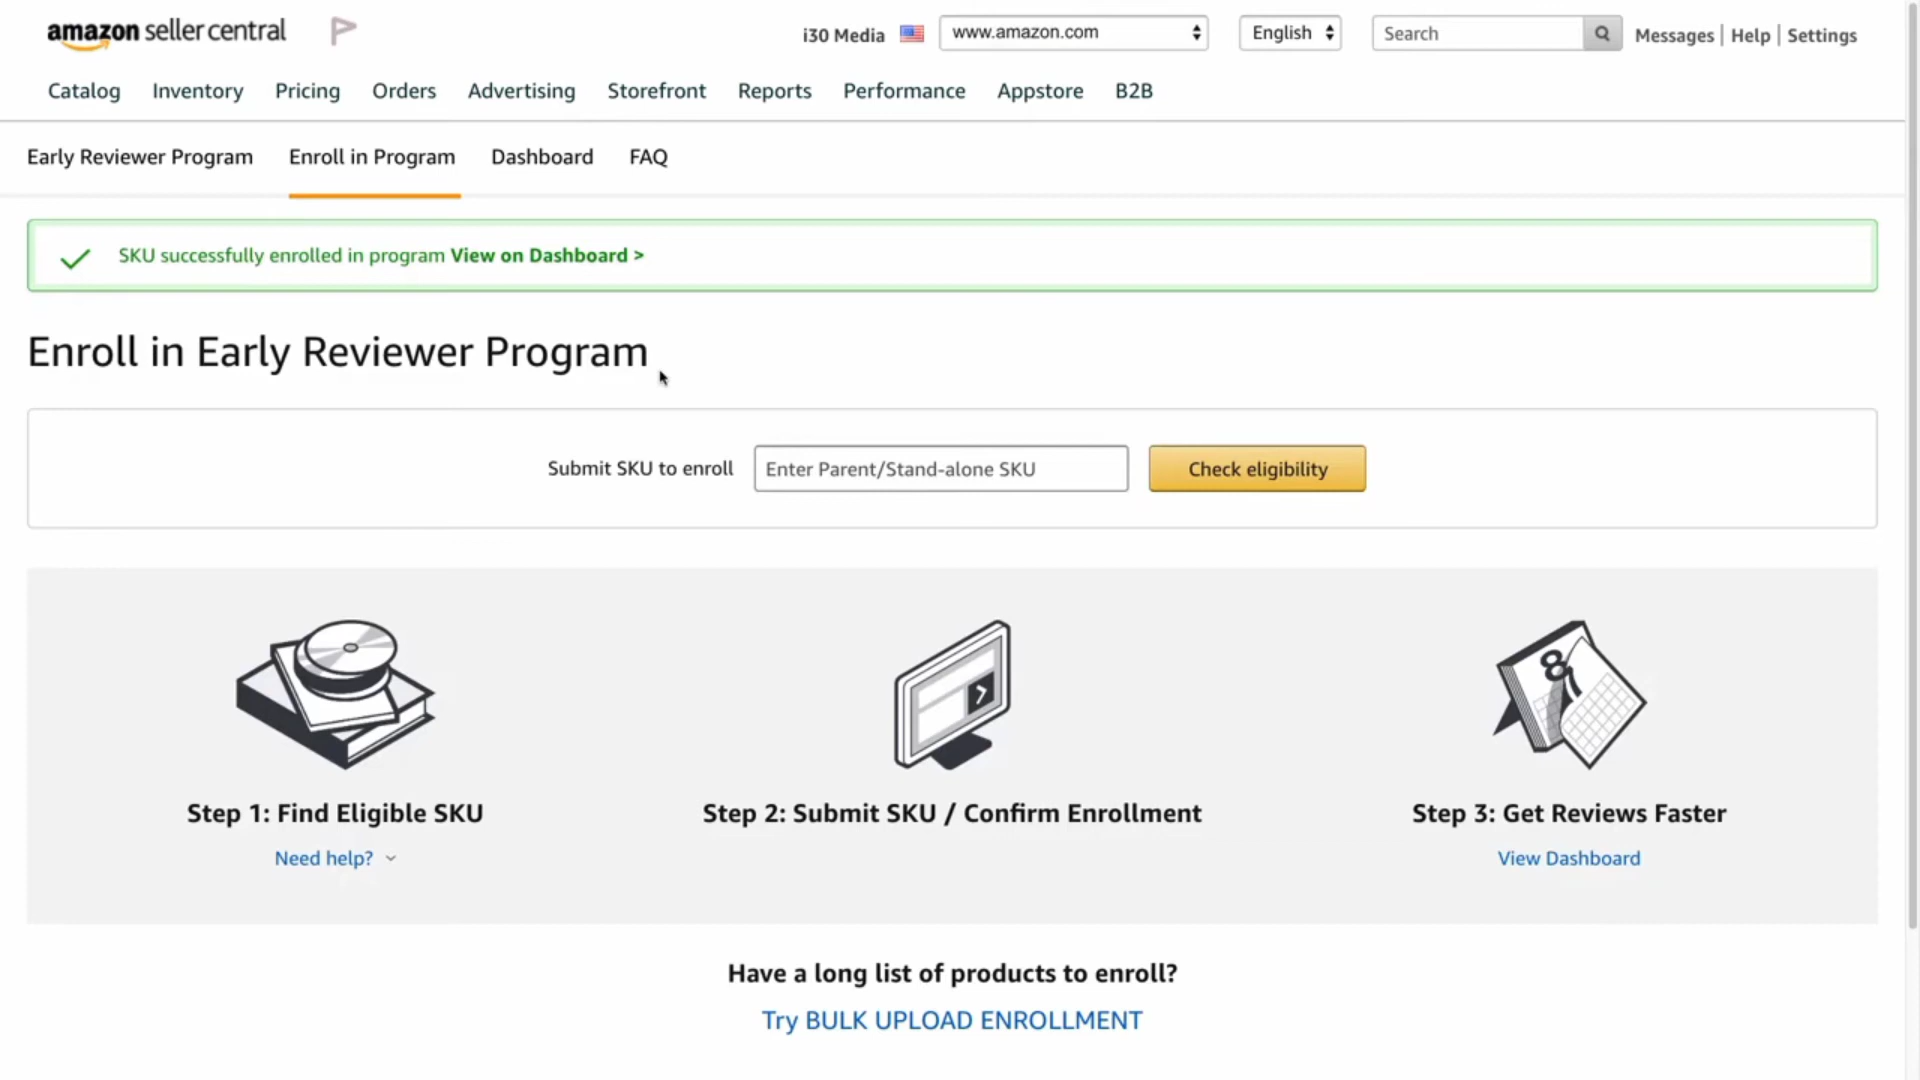 amazon seller central
i30 Media www.amazon.com English Search Messages | Help | Settings
Catalog Inventory Pricing Orders Advertising Storefront Reports Performance Appstore B2B
Early Reviewer Program Enroll in Program Dashboard FAQ
SKU successfully enrolled in program View on Dashboard >
Enroll in Early Reviewer Program
Submit SKU to enroll Enter Parent/Stand-alone SKU Check eligibility
8
Step 1: Find Eligible SKU Step 2: Submit SKU / Confirm Enrollment Step 3: Get Reviews Faster
Need help? View Dashboard
Have a long list of products to enroll?
Try BULK UPLOAD ENROLLMENT